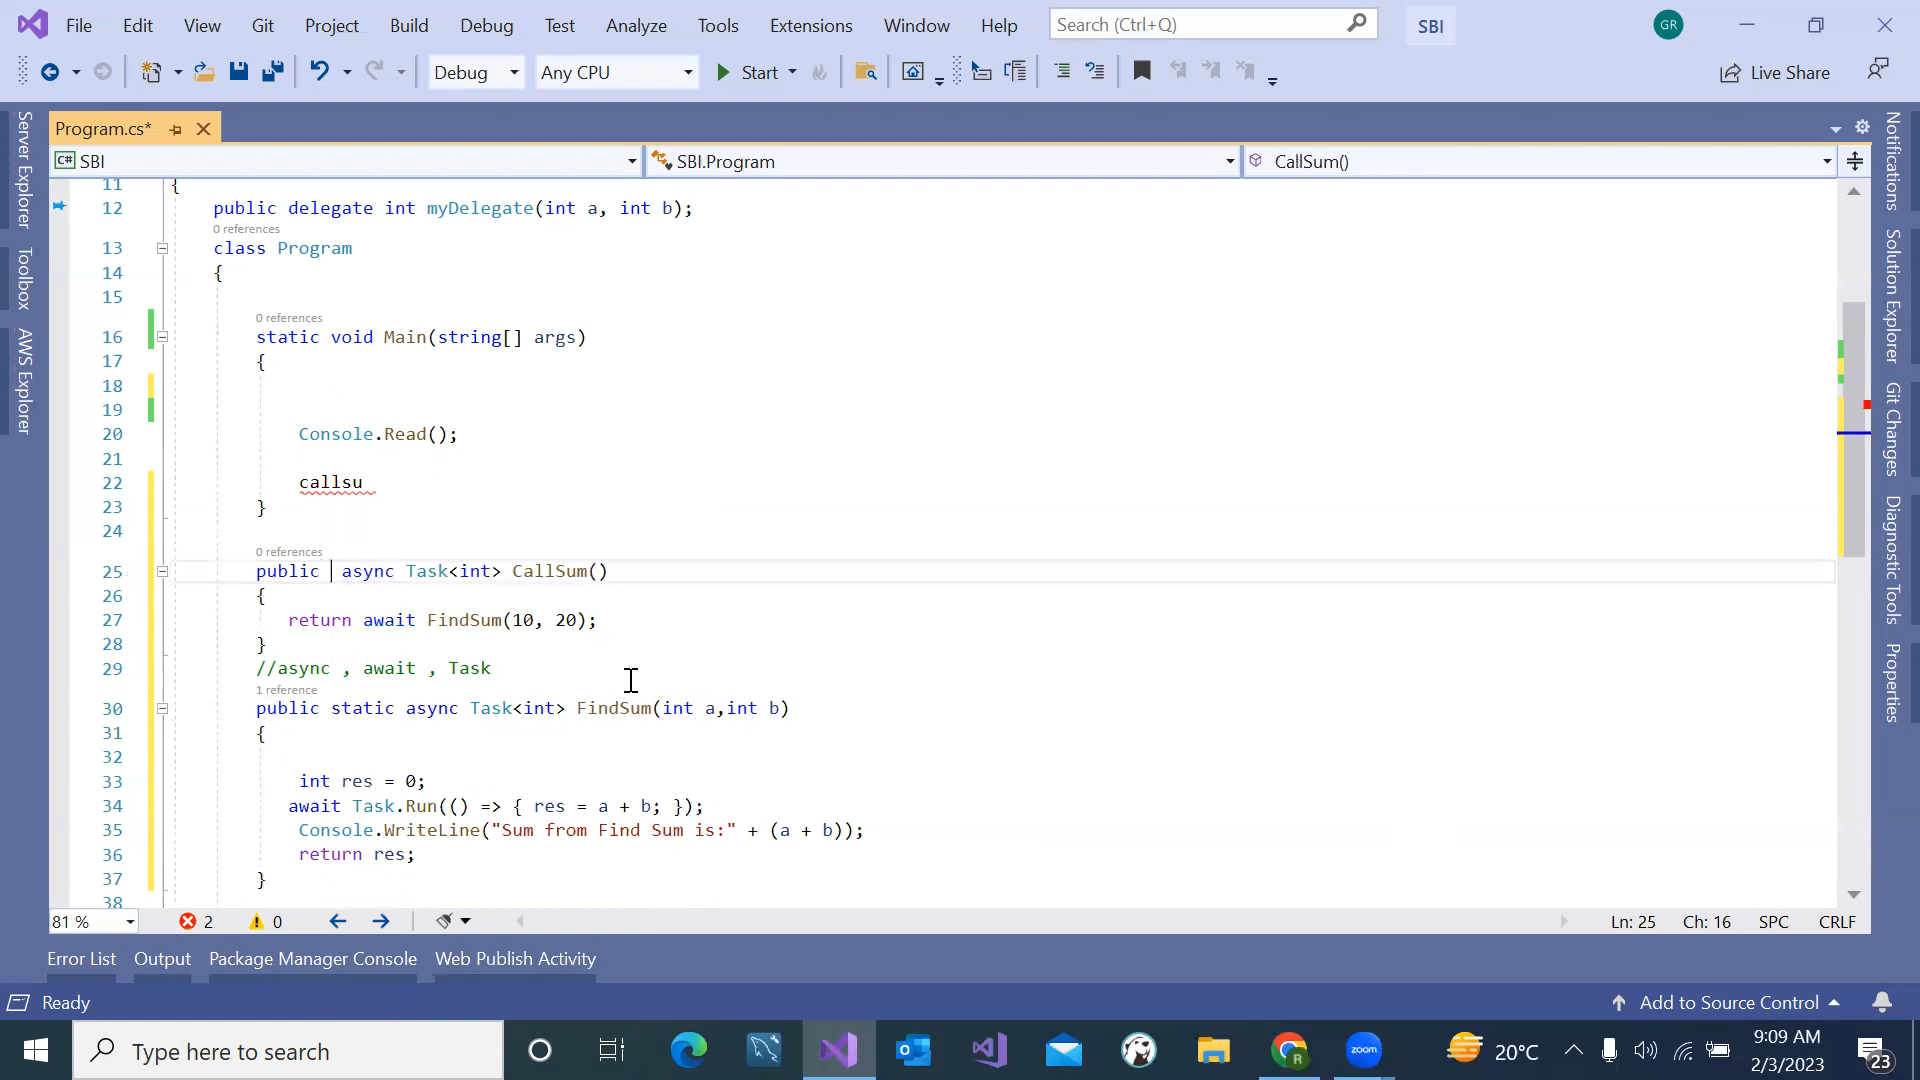 File Edit View Git Project Build Debug Test Analyze Tools Extensions Window Help Search (Ctrl+Q) SBI GR
Debug Any CPU Start Live Share
Program.cs*
C# SBI SBI.Program CallSum()
Server Explorer
Toolbox
AWS Explorer
11 {
12 public delegate int myDelegate(int a, int b);
0 references
13 class Program
14 {
15
0 references
16 static void Main(string[] args)
17 {
18
19
20 Console.Read();
21
22 callsu
23 }
24
0 references
25 public async Task<int> CallSum()
26 {
27 return await FindSum(10, 20);
28 }
29 //async , await , Task
1 reference
30 public static async Task<int> FindSum(int a,int b)
31 {
32
33 int res = 0;
34 await Task.Run(() => { res = a + b; });
35 Console.WriteLine("Sum from Find Sum is:" + (a + b));
36 return res;
37 }
38
Notifications
Solution Explorer
Git Changes
Diagnostic Tools
Properties
81 % 2 0 Ln: 25 Ch: 16 SPC CRLF
Error List Output Package Manager Console Web Publish Activity
Ready Add to Source Control
Type here to search zoom 20°C 9:09 AM
2/3/2023 23